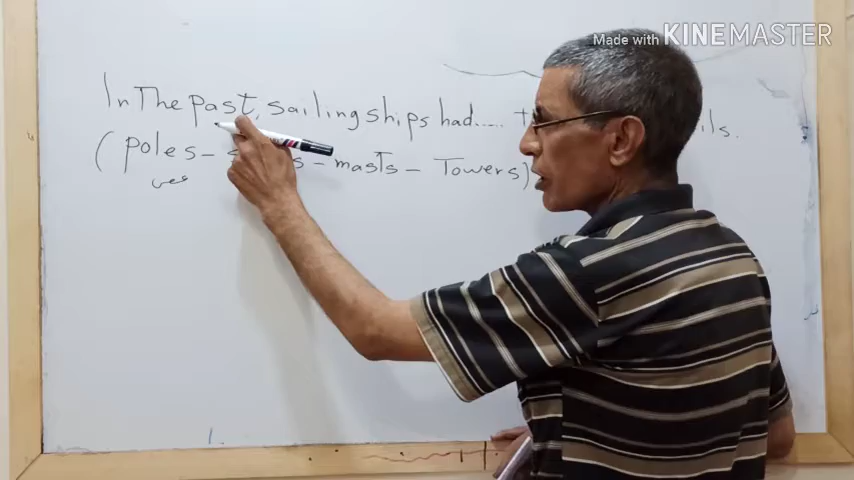 Made with KINEMASTER
In The past, sailing ships had.....
(poles - - masts - Towers)